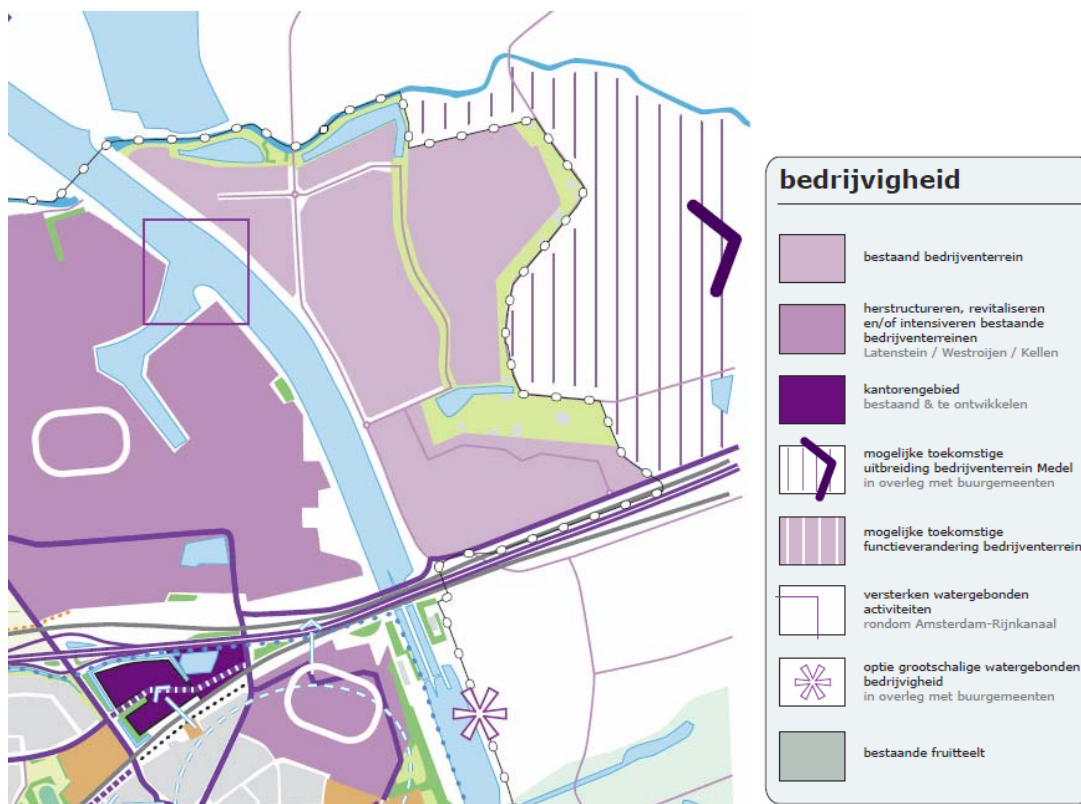 bedrijvigheid
bestaand bedrijventerrein
herstructureren, revitaliseren
en/of intensiveren bestaande
bedrijventerreinen
Latenstein / Westroijen / Kellen
kantorengebied
bestaand & te ontwikkelen
mogelijke toekomstige
uitbreiding bedrijventerrein Medel
in overleg met buurgemeenten
mogelijke toekomstige
functieverandering bedrijventerrein
versterken watergebonden
activiteiten
rondom Amsterdam-Rijnkanaal
optie grootschalige watergebonden
bedrijvigheid
in overleg met buurgemeenten
bestaande fruitteelt